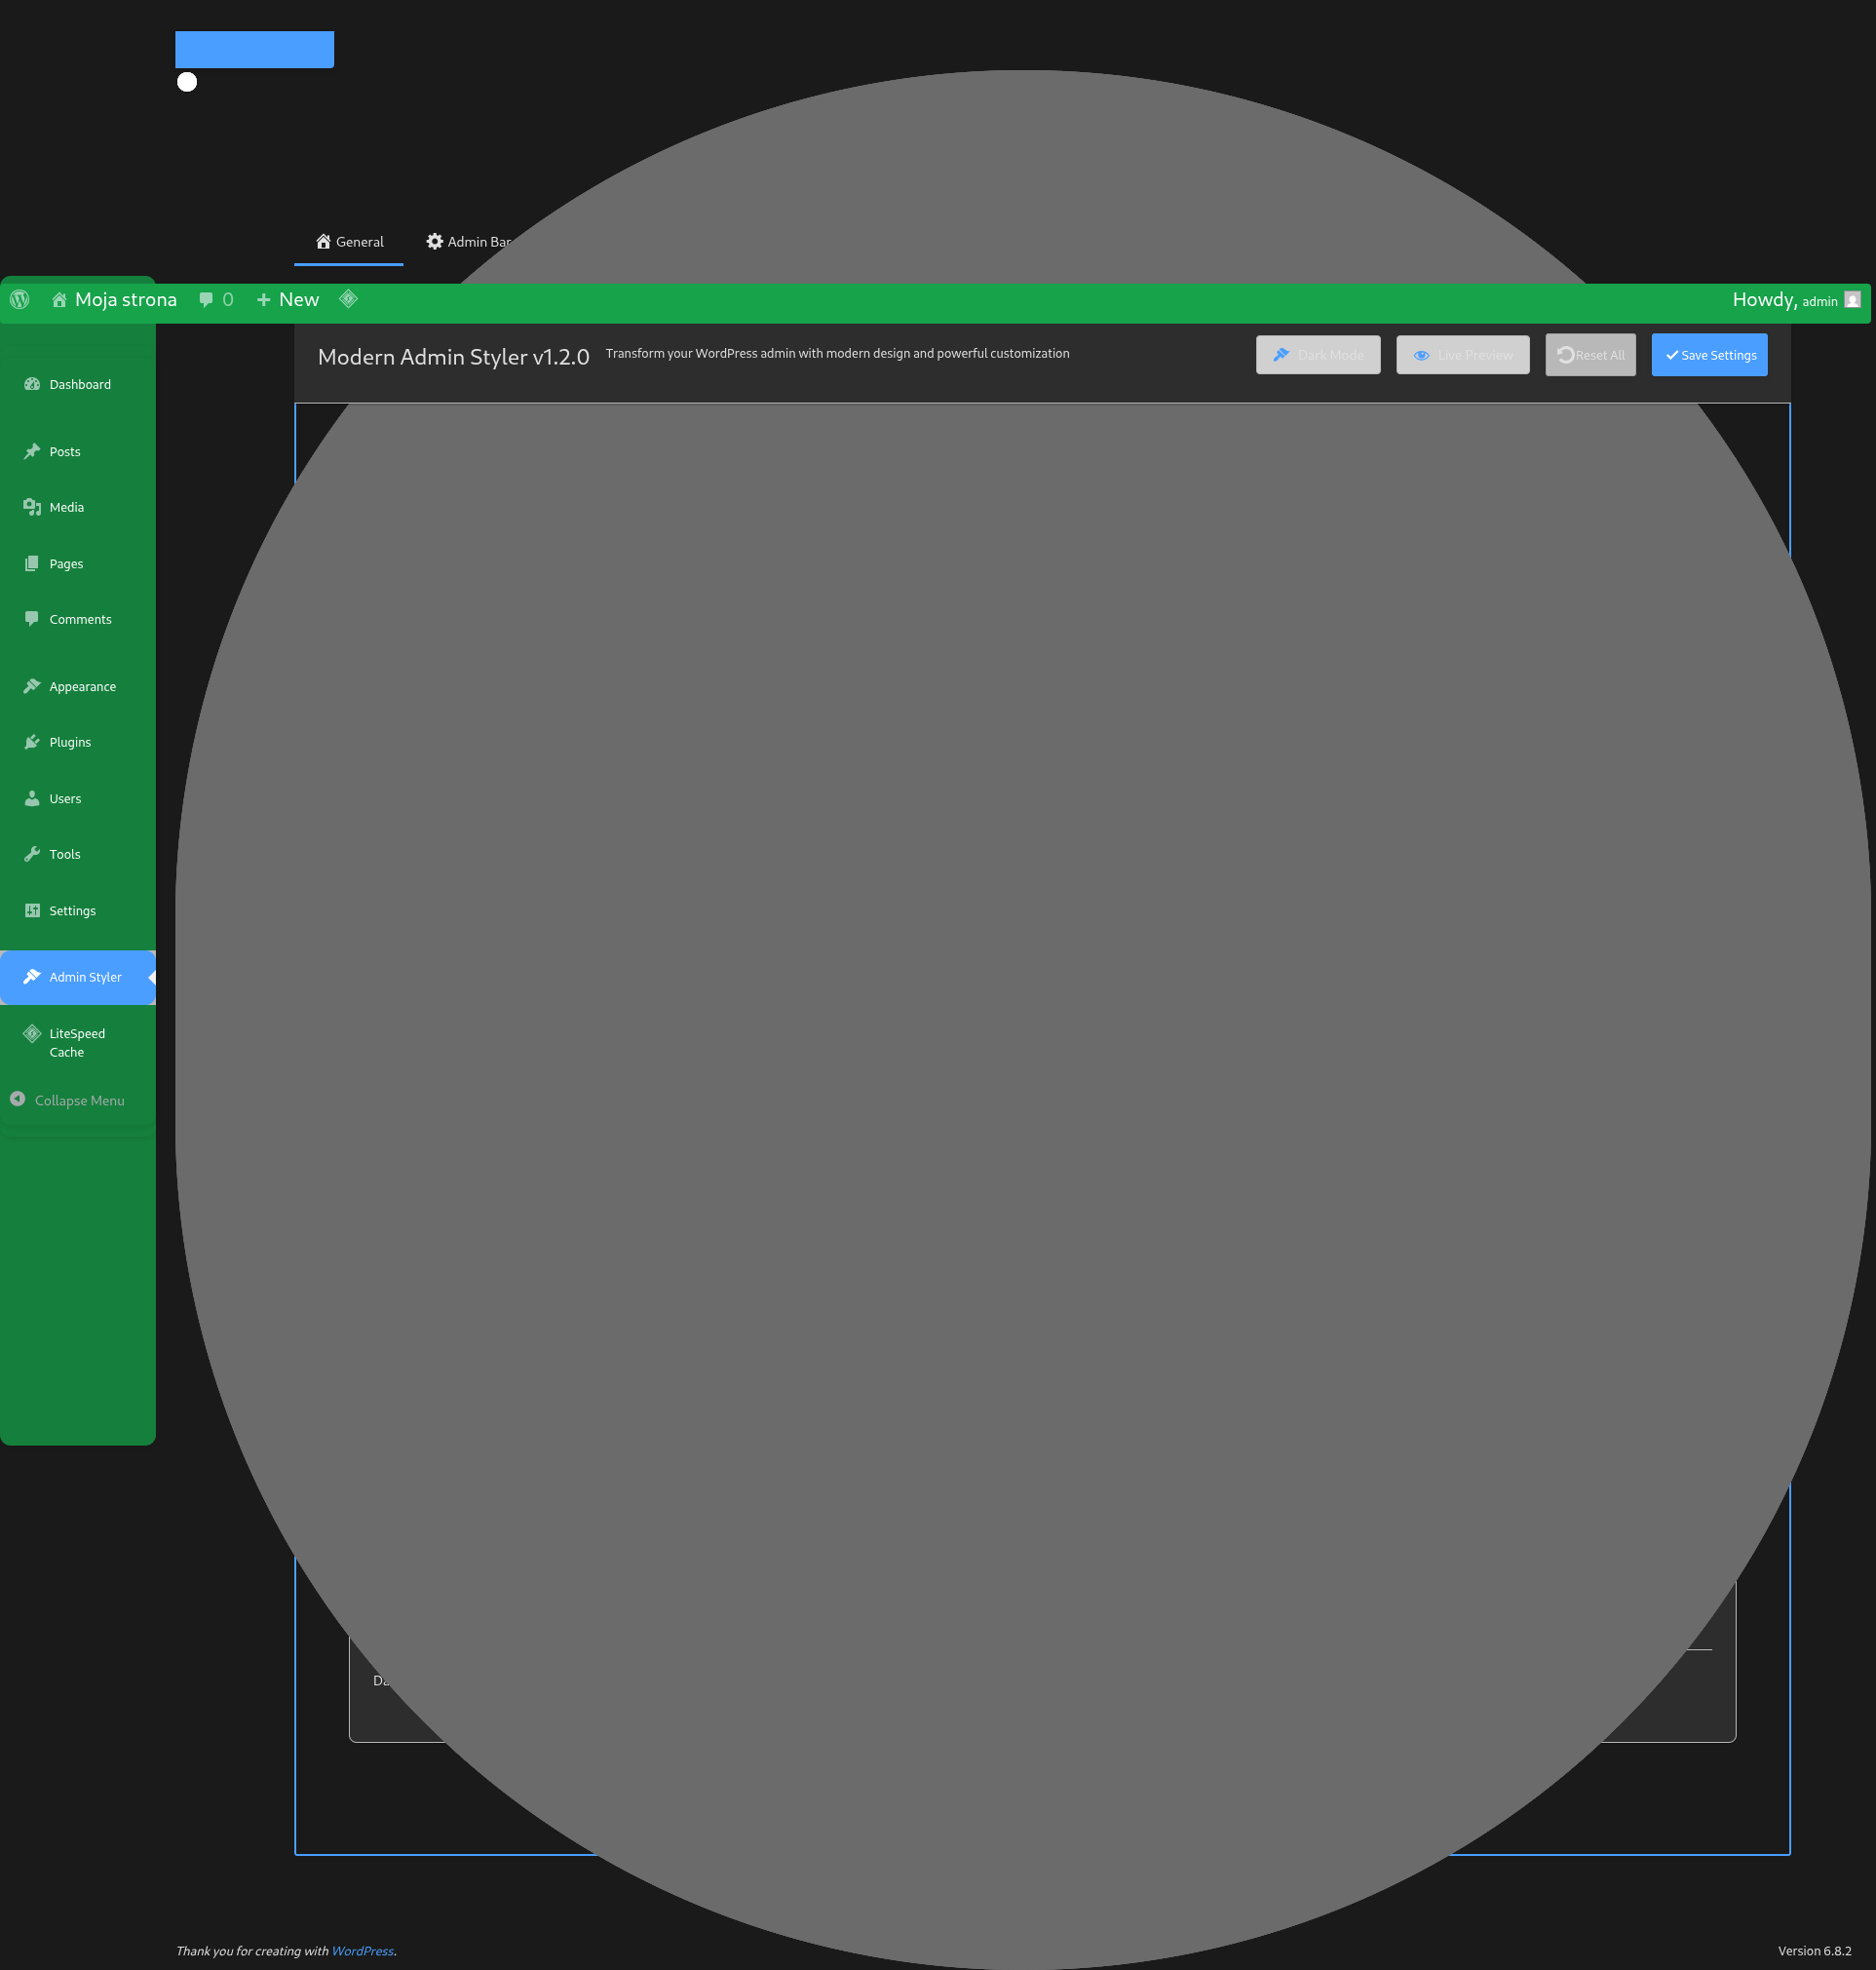 General
Admin Bar
Moja strona
0
New
Howdy, admin
Modern Admin Styler v1.2.0
Transform your WordPress admin with modern design and powerful customization
Dark Mode
Live Preview
Reset All
Save Settings
Dashboard
Posts
Media
Pages
Comments
Appearance
Plugins
Users
Tools
Settings
Admin Styler
LiteSpeed
Cache
Collapse Menu
Thank you for creating with WordPress.
Version 6.8.2